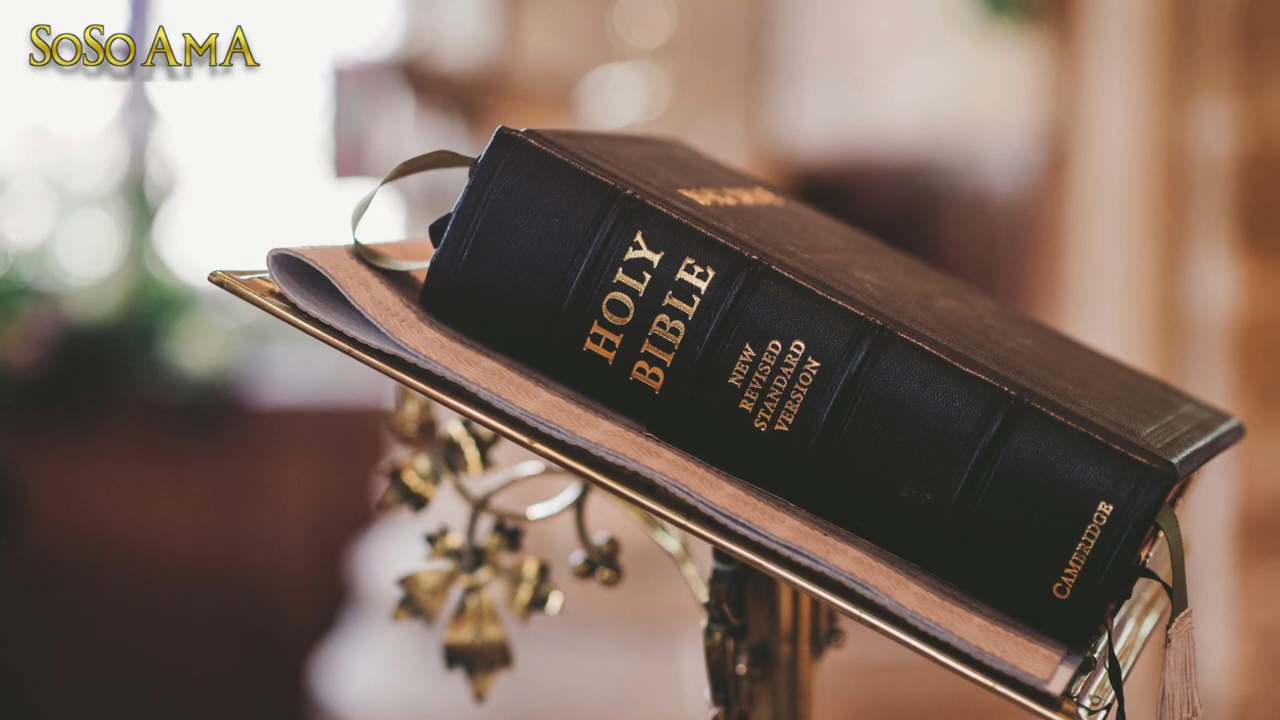 SoSo AmA
HOLY
BIBLE
NEW
REVISED
STANDARD
VERSION
CAMBRIDGE